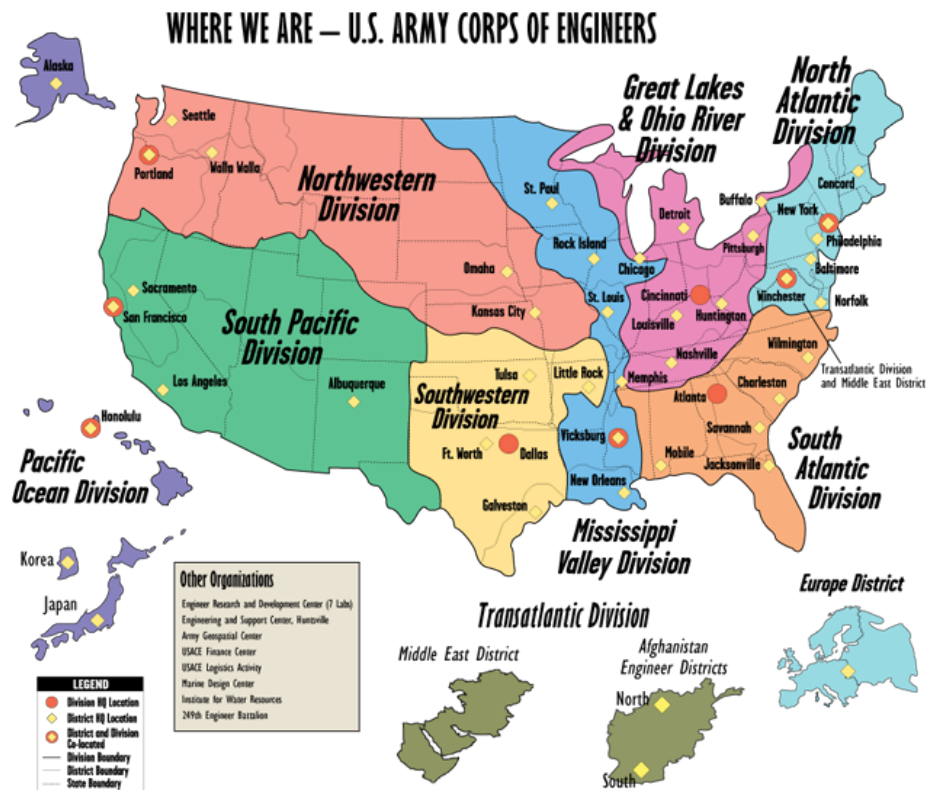 WHERE WE ARE – U.S. ARMY CORPS OF ENGINEERS
Alaska
Great Lakes
& Ohio River
Division
North
Atlantic
Division
Seattle
Portland
Walla Walla
Northwestern
Division
St. Paul
Rock Island
Omaha
Kansas City
Detroit
Buffalo
Pittsburgh
Chicago
Concord
New York
Philadelphia
Baltimore
Winchester
Norfolk
Transatlantic Division
and Middle East District
Cincinnati
Louisville
Huntington
Nashville
St. Louis
Memphis
Sacramento
San Francisco
South Pacific
Division
Los Angeles
Albuquerque
Tulsa
Little Rock
Southwestern
Division
Ft. Worth
Dallas
Galveston
Vicksburg
New Orleans
Mississippi
Valley Division
Wilmington
Charleston
Atlanta
Savannah
Mobile
Jacksonville
South
Atlantic
Division
Honolulu
Pacific
Ocean Division
Korea
Japan
Other Organizations
Engineer Research and Development Center (7 Labs)
Engineering and Support Center, Huntsville
Army Geospatial Center
USACE Finance Center
USACE Logistics Activity
Marine Design Center
Institute for Water Resources
249th Engineer Battalion
Transatlantic Division
Middle East District
Afghanistan
Engineer Districts
North
South
Europe District
LEGEND
Division HQ Location
District HQ Location
District and Division
Co-located
Division Boundary
District Boundary
State Boundary